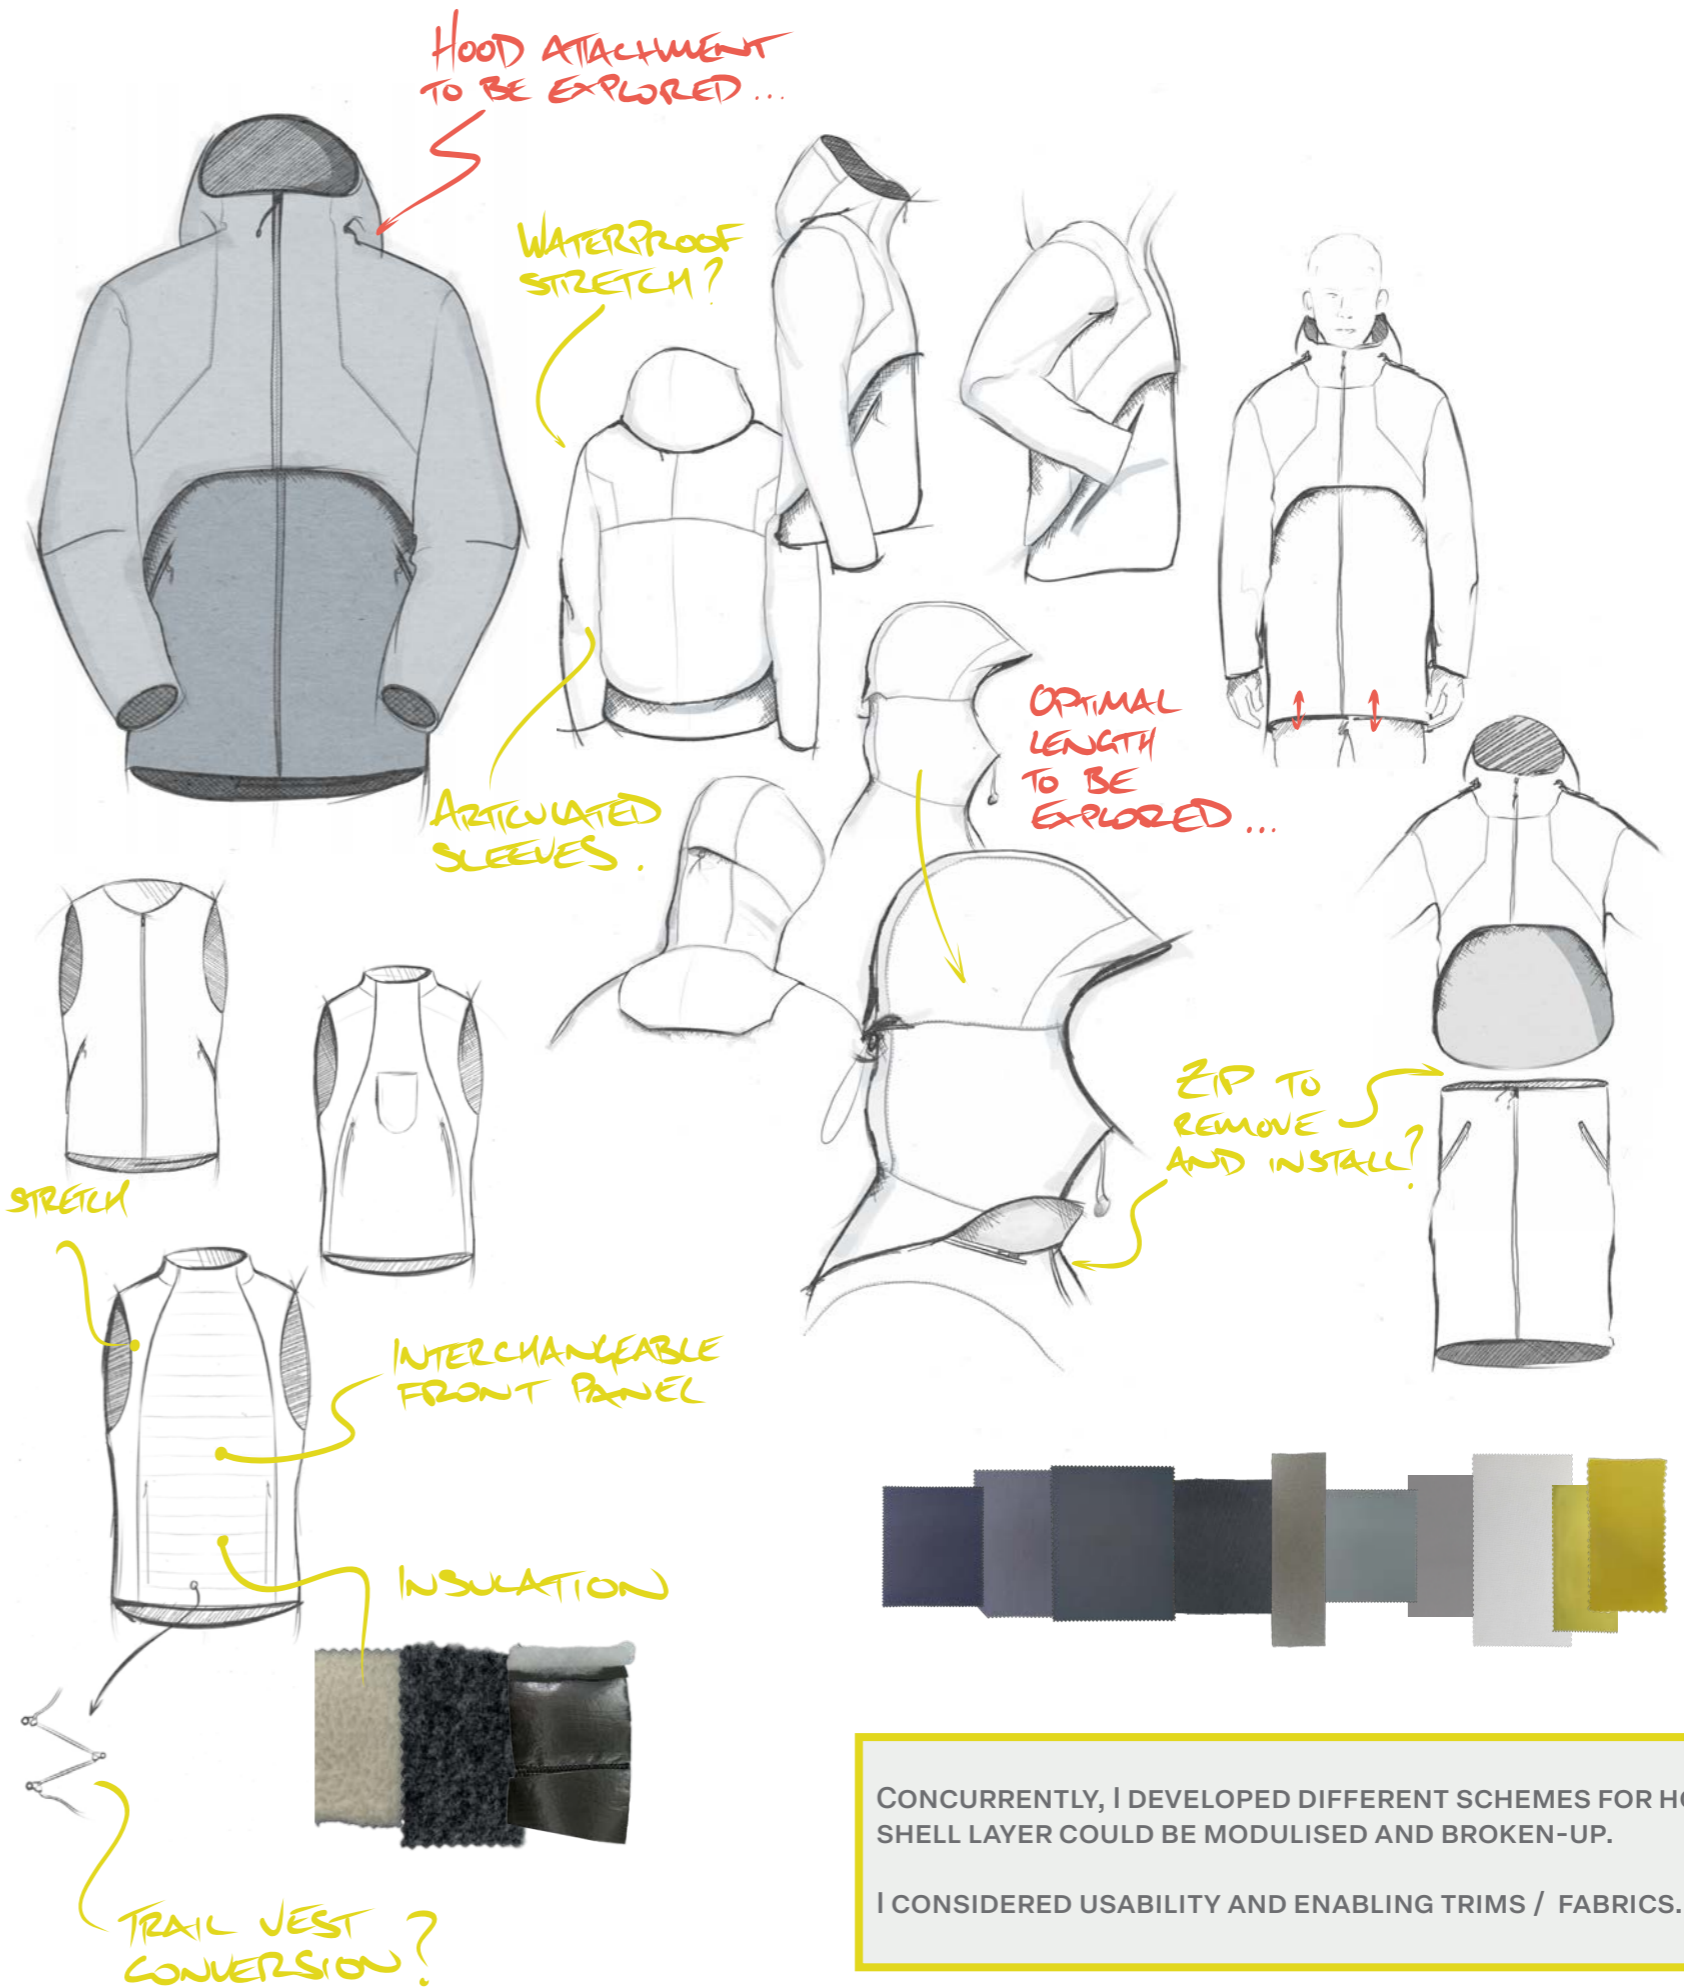 HOOD ATTACHMENT
TO BE EXPLORED ...
WATERPROOF
STRETCH?
OPTIMAL
LENGTH
TO BE
EXPLORED ...
ARTICULATED
SLEEVES.
ZIP TO
REMOVE
AND INSTALL?
STRETCH
INTERCHANGEABLE
FRONT PANEL
INSULATION
TRAIL VEST
CONVERSION?
CONCURRENTLY, I DEVELOPED DIFFERENT SCHEMES FOR
SHELL LAYER COULD BE MODULISED AND BROKEN-UP.
I CONSIDERED USABILITY AND ENABLING TRIMS / FABRICS.